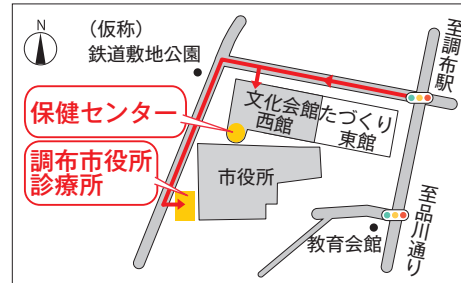 N
（仮称）
鉄道敷地公園
至調布駅
保健センター
文化会館
西館
たづくり
東館
調布市役所
診療所
市役所
教育会館
至品川通り